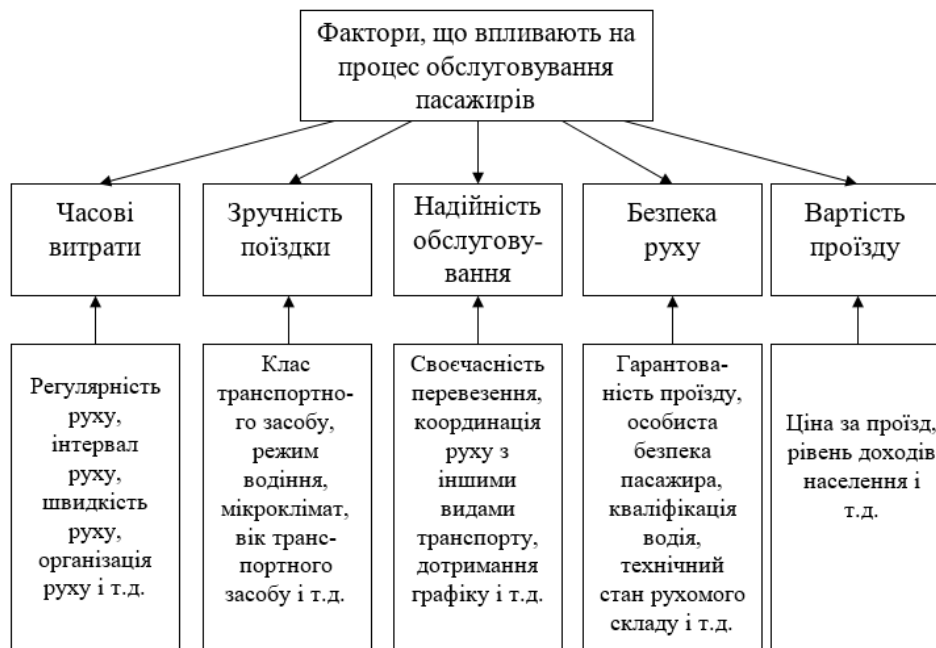 Фактори, що впливають на
процес обслуговування
пасажирів
Часові
витрати
Зручність
поїздки
Надійність
обслугову-
вання
Безпека
руху
Вартість
проїзду
Регулярність
руху,
інтервал
руху,
швидкість
руху,
організація
руху і т.д.
Клас
транспортно-
го засобу,
режим
водіння,
мікроклімат,
вік транс-
портного
засобу і т.д.
Своєчасність
перевезення,
координація
руху з
іншими
видами
транспорту,
дотримання
графіку і т.д.
Гарантова-
ність проїзду,
особиста
безпека
пасажира,
кваліфікація
водія,
технічний
стан рухомого
складу і т.д.
Ціна за проїзд,
рівень доходів
населення і
т.д.